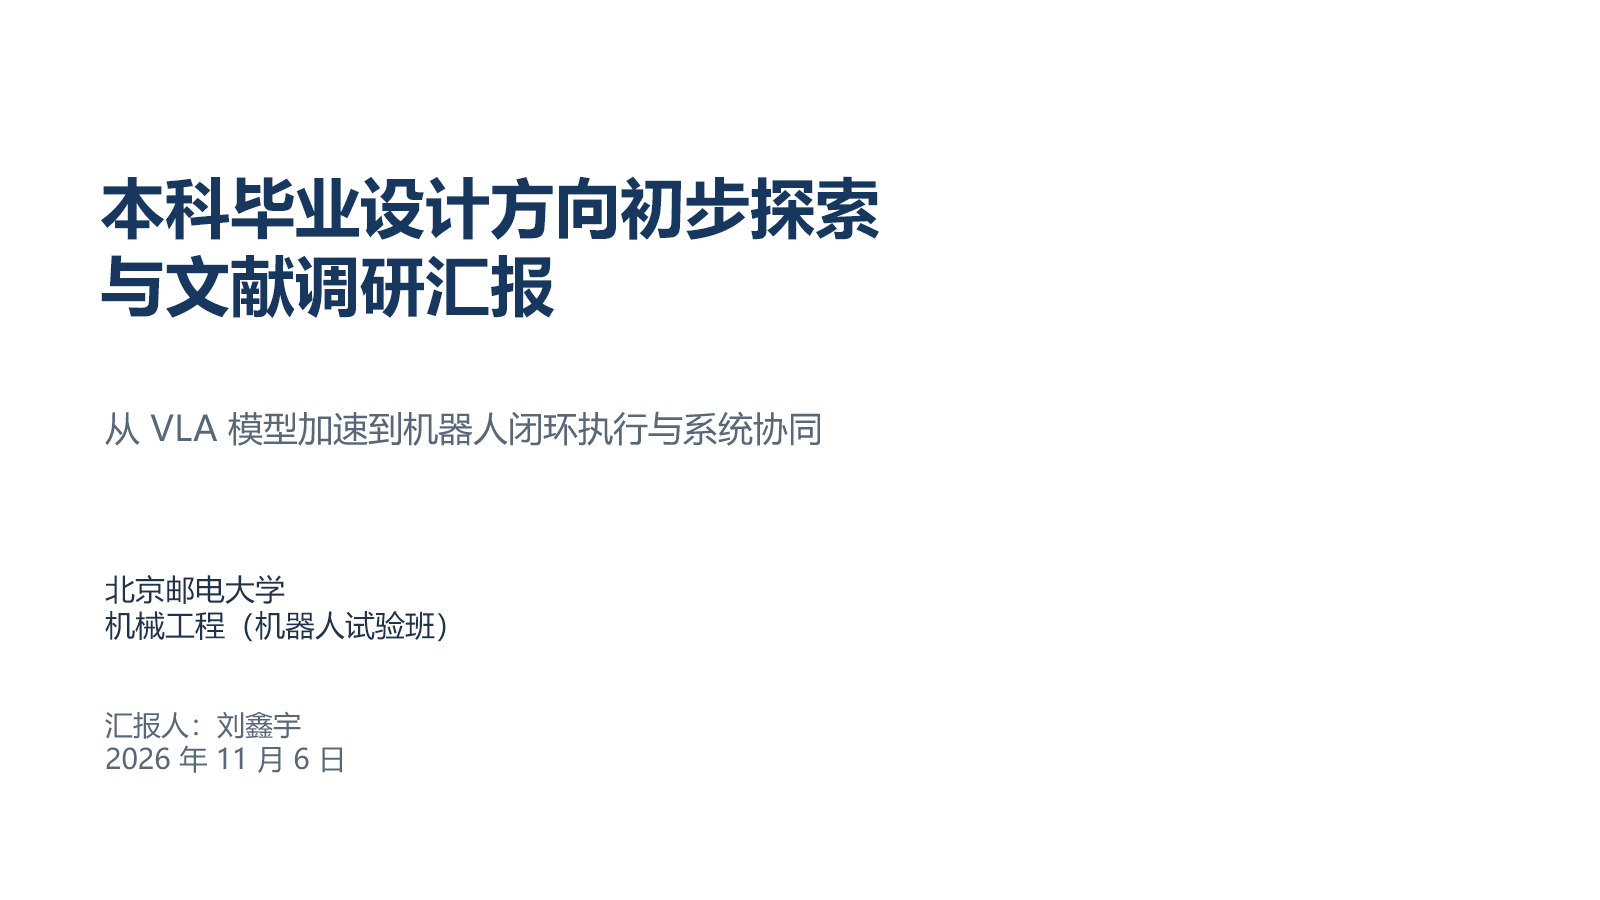 本科毕业设计方向初步探索
与文献调研汇报
从 VLA 模型加速到机器人闭环执行与系统协同
北京邮电大学
机械工程（机器人试验班）
汇报人：刘鑫宇
2026 年 11 月 6 日